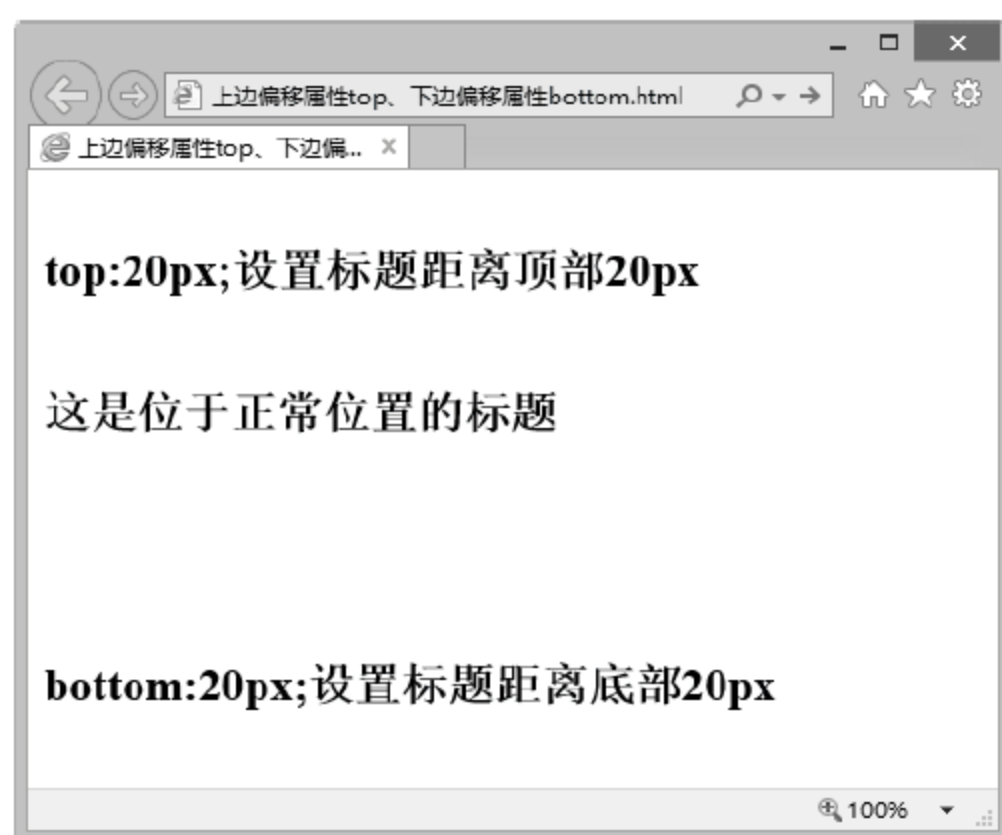 上边偏移属性top、下边偏移属性bottom.html
上边偏移属性top、下边偏...
top:20px;设置标题距离顶部20px
这是位于正常位置的标题
bottom:20px;设置标题距离底部20px
100%